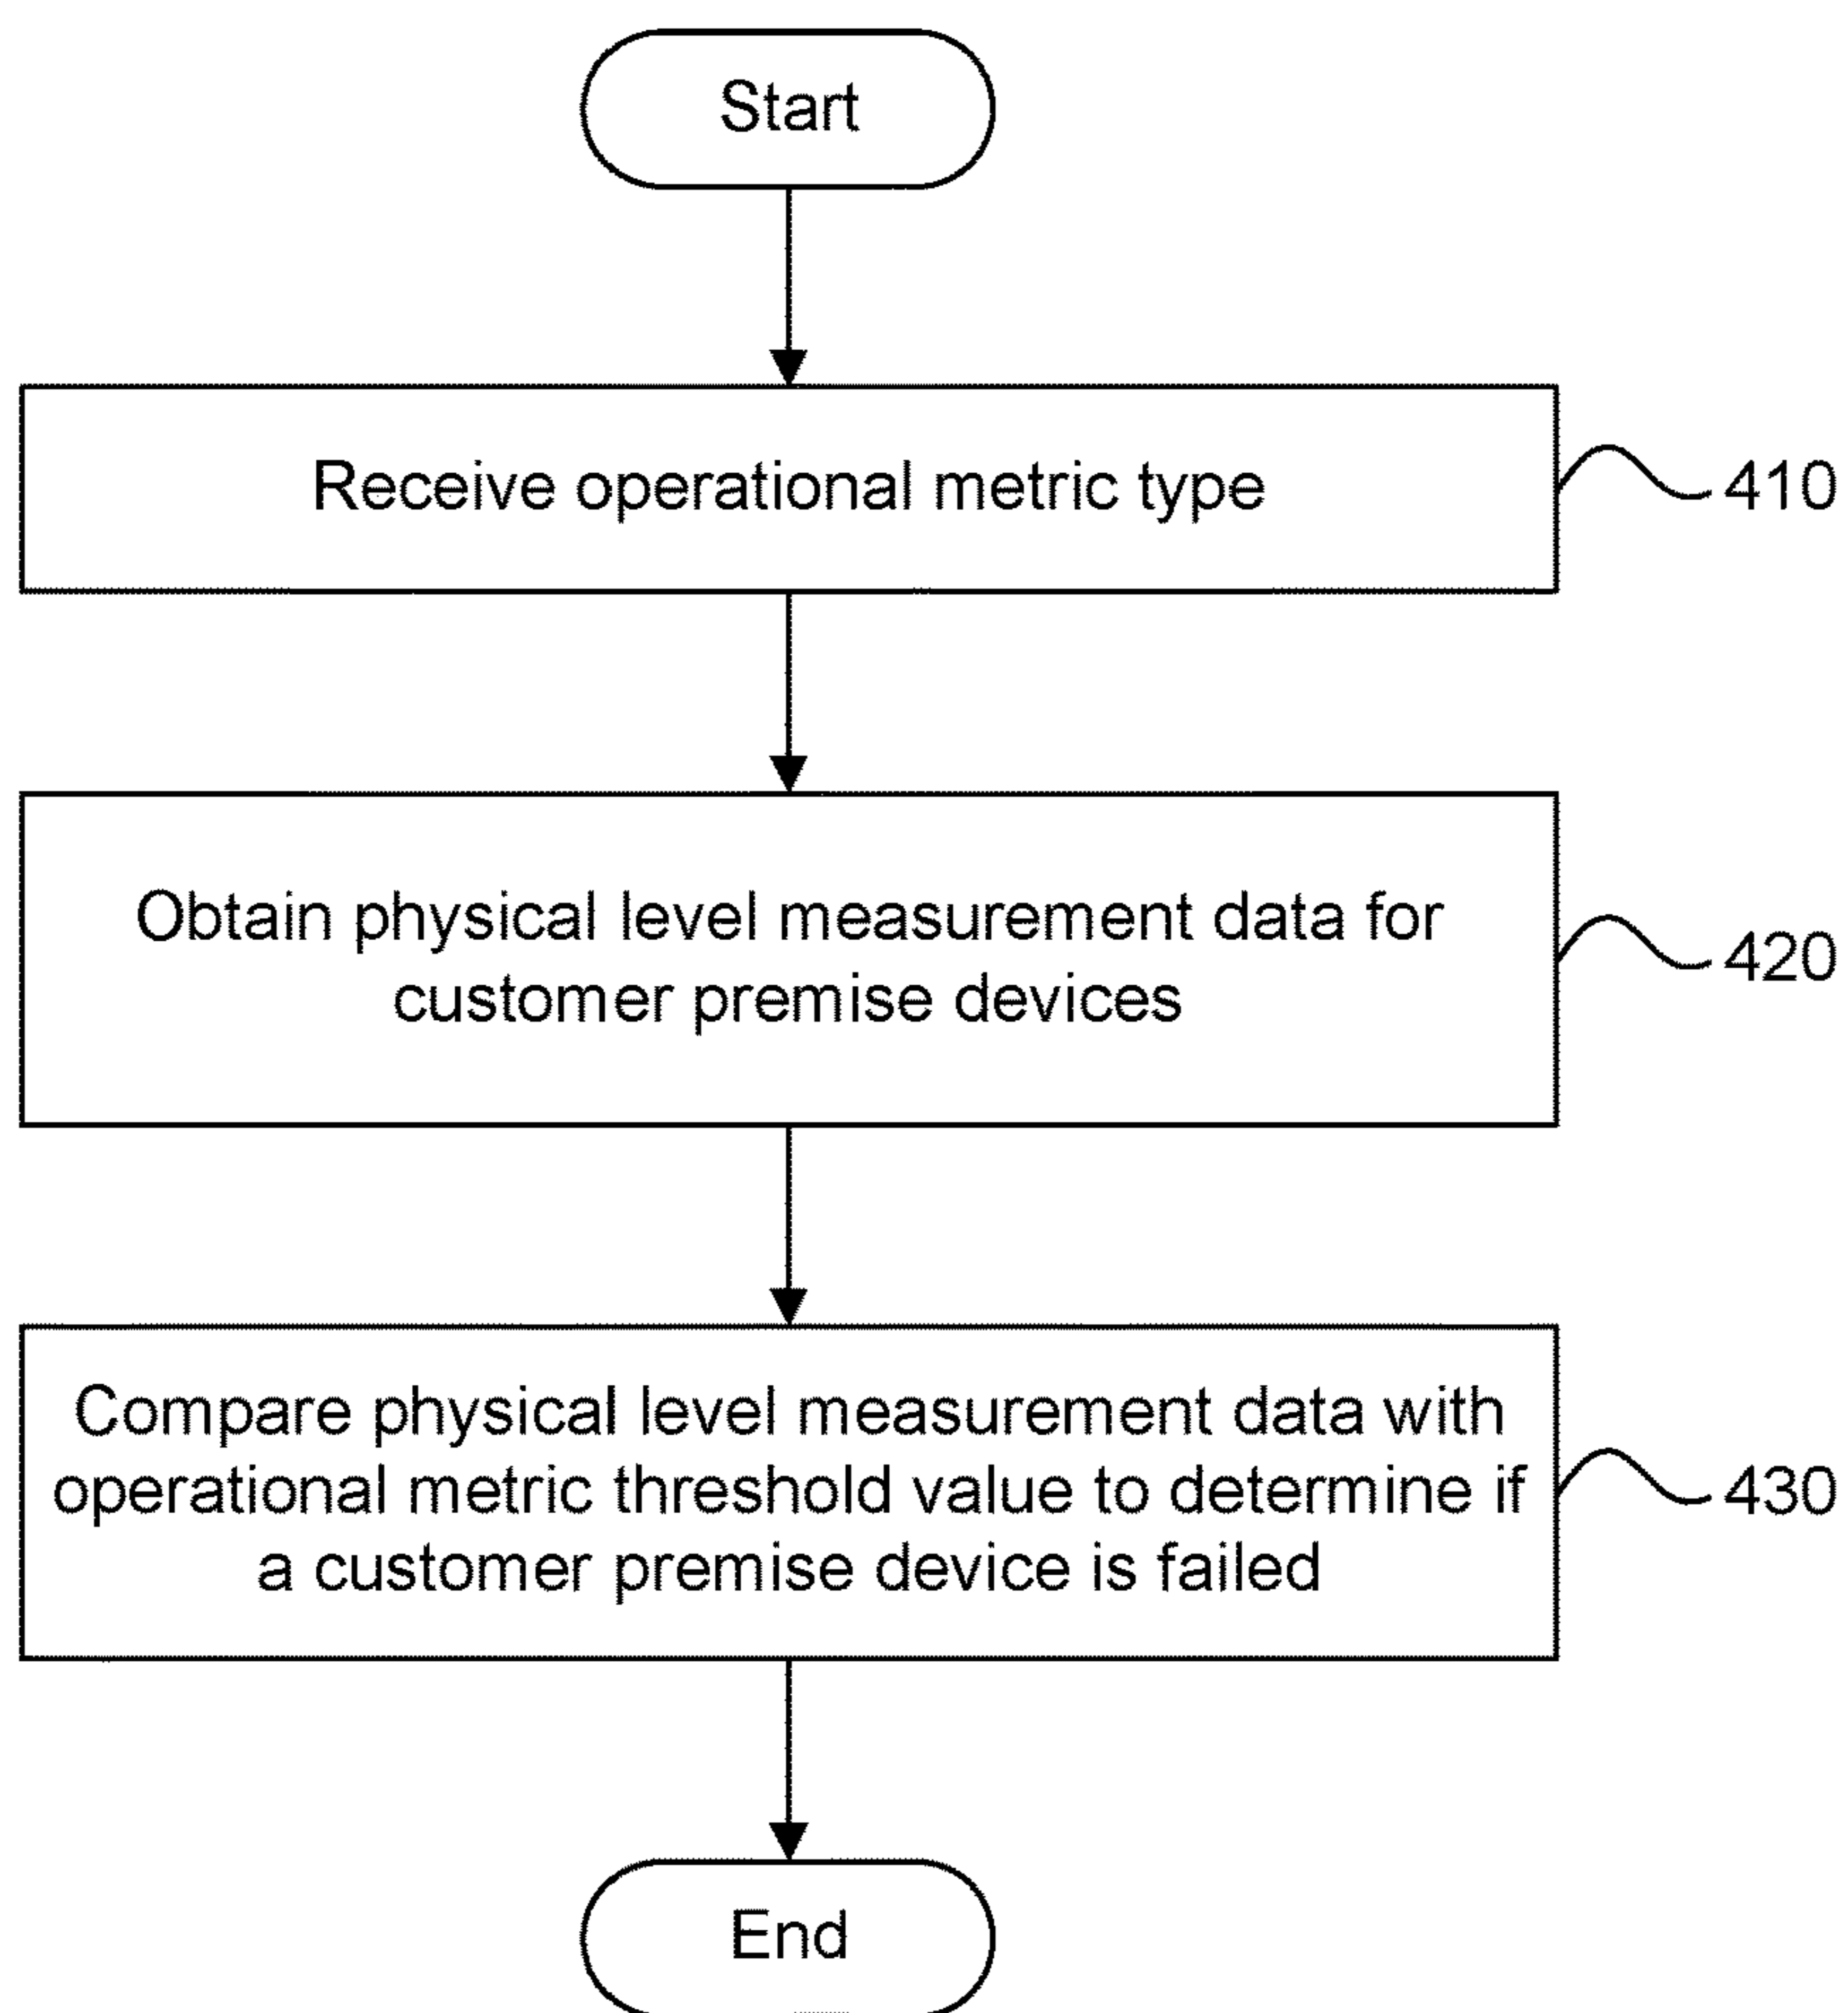 Start
Receive operational metric type
410
Obtain physical level measurement data for
customer premise devices
420
Compare physical level measurement data with
operational metric threshold value to determine if
a customer premise device is failed
430
End